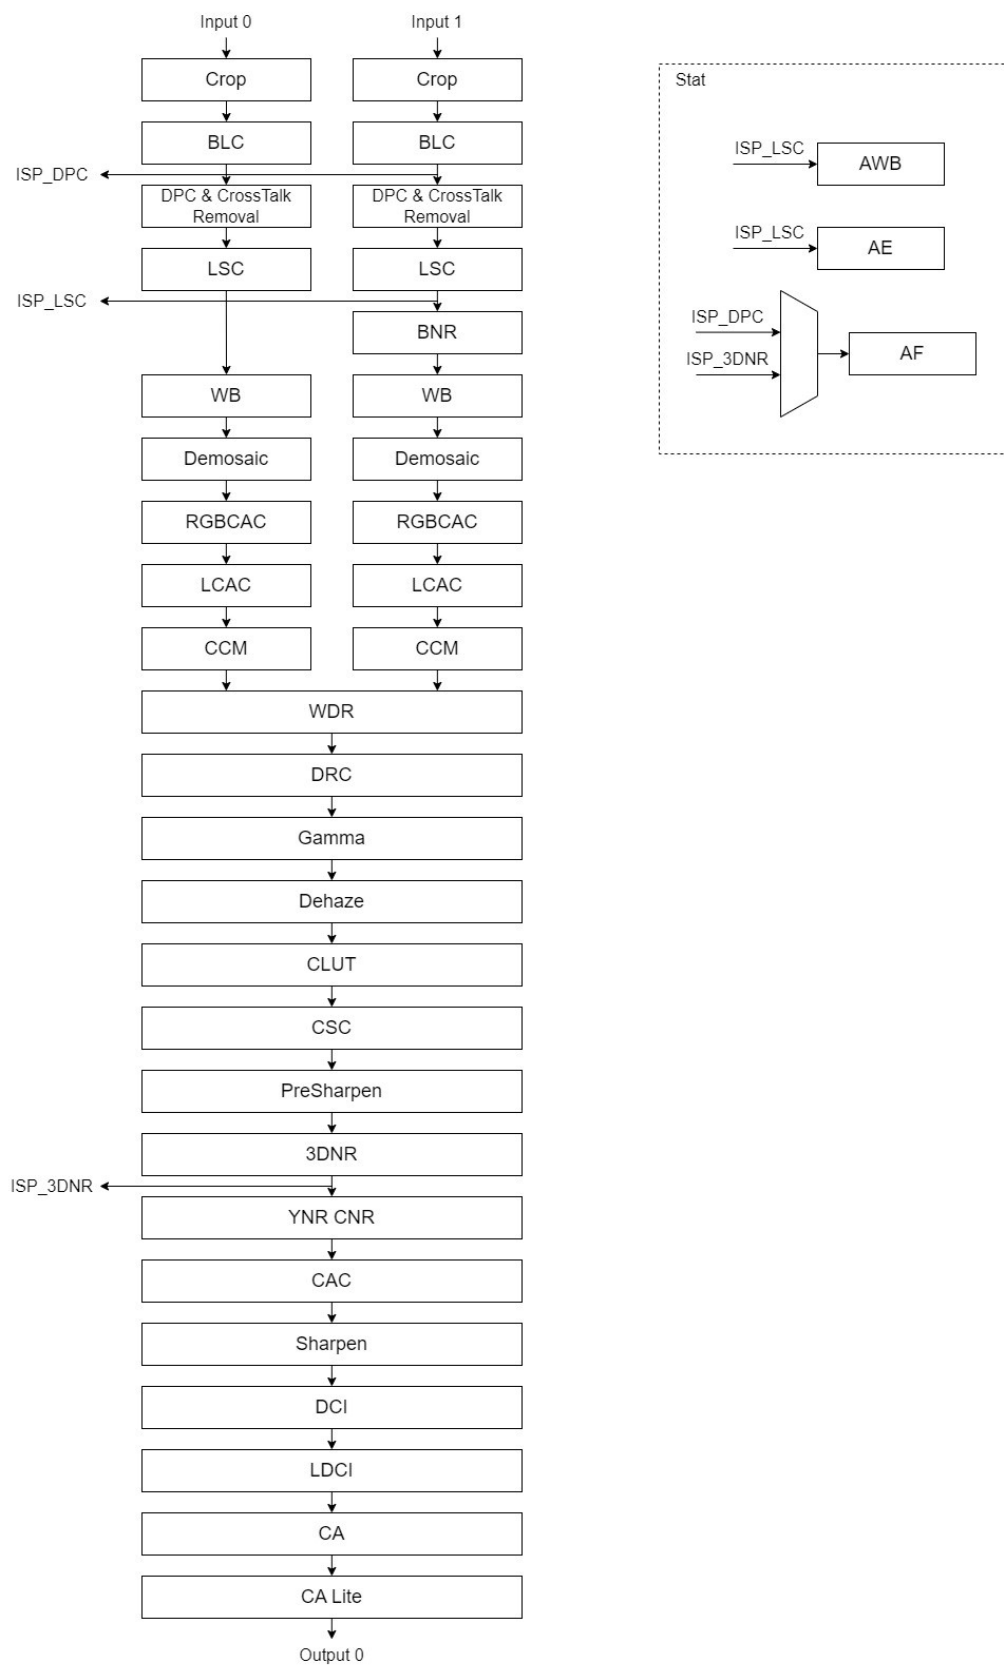 Input 0
Input 1
Crop
Crop
BLC
BLC
ISP_DPC
DPC & CrossTalk
Removal
DPC & CrossTalk
Removal
LSC
LSC
ISP_LSC
BNR
WB
WB
Demosaic
Demosaic
RGBCAC
RGBCAC
LCAC
LCAC
CCM
CCM
WDR
DRC
Gamma
Dehaze
CLUT
CSC
PreSharpen
3DNR
ISP_3DNR
YNR CNR
CAC
Sharpen
DCI
LDCI
CA
CA Lite
Output 0
Stat
ISP_LSC
AWB
ISP_LSC
AE
ISP_DPC
ISP_3DNR
AF